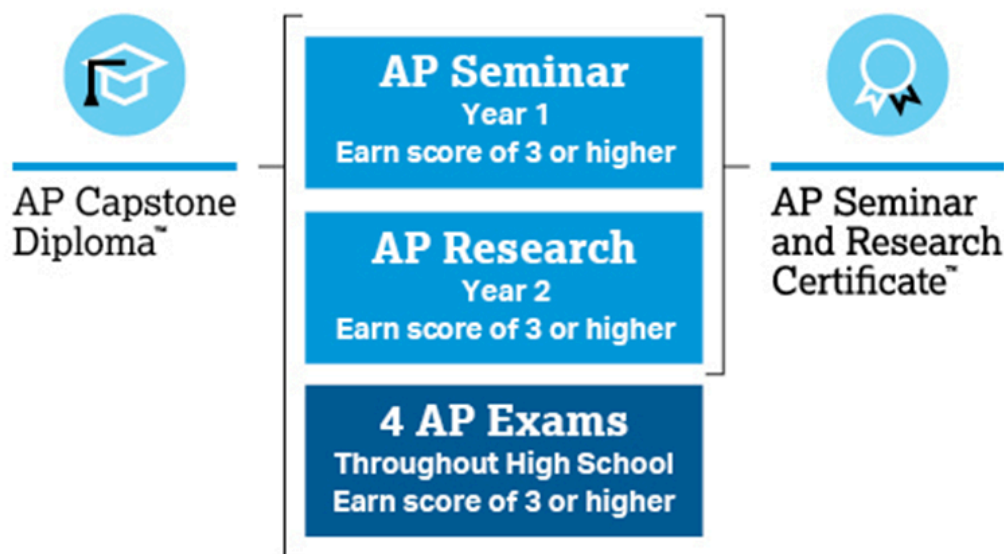 AP Capstone
Diploma™
AP Seminar
Year 1
Earn score of 3 or higher
AP Research
Year 2
Earn score of 3 or higher
4 AP Exams
Throughout High School
Earn score of 3 or higher
AP Seminar
and Research
Certificate™